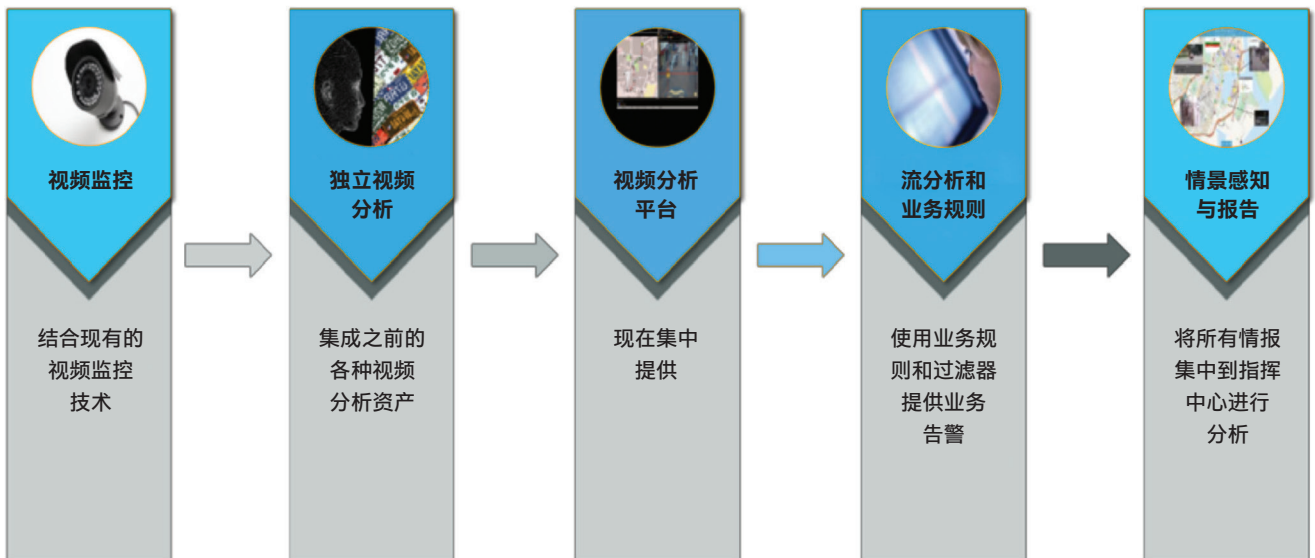 视频监控
独立视频
分析
视频分析
平台
流分析和
业务规则
情景感知
与报告
结合现有的
视频监控
技术
集成之前的
各种视频
分析资产
现在集中
提供
使用业务规
则和过滤器
提供业务
告警
将所有情报
集中到指挥
中心进行
分析